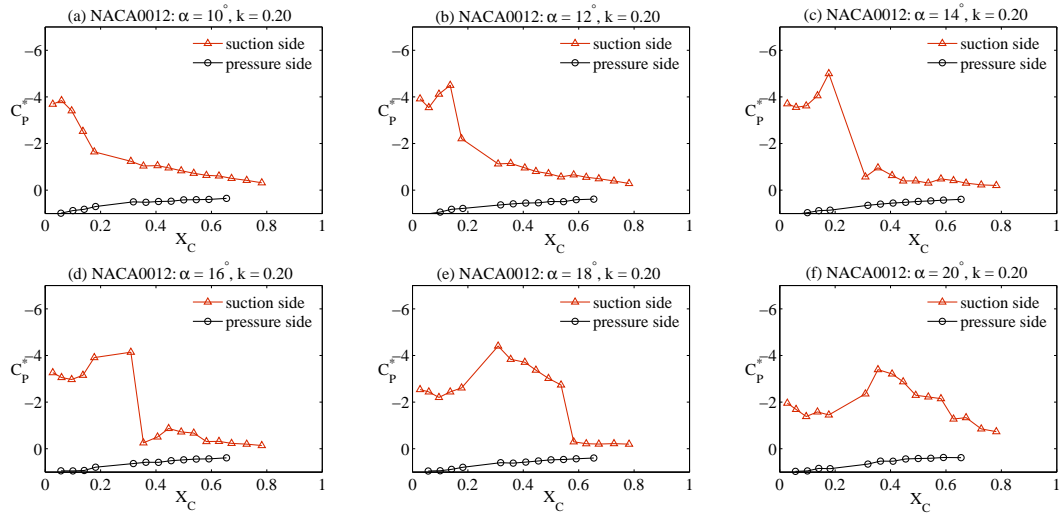 (a) NACA0012: α = 10°, k = 0.20
suction side
pressure side
−6
−4
−2
0
C*P
0
0.2
0.4
0.6
0.8
1
X_C
(b) NACA0012: α = 12°, k = 0.20
suction side
pressure side
−6
−4
−2
0
C*P
0
0.2
0.4
0.6
0.8
1
X_C
(c) NACA0012: α = 14°, k = 0.20
suction side
pressure side
−6
−4
−2
0
C*P
0
0.2
0.4
0.6
0.8
1
X_C
(d) NACA0012: α = 16°, k = 0.20
suction side
pressure side
−6
−4
−2
0
C*P
0
0.2
0.4
0.6
0.8
1
X_C
(e) NACA0012: α = 18°, k = 0.20
suction side
pressure side
−6
−4
−2
0
C*P
0
0.2
0.4
0.6
0.8
1
X_C
(f) NACA0012: α = 20°, k = 0.20
suction side
pressure side
−6
−4
−2
0
C*P
0
0.2
0.4
0.6
0.8
1
X_C